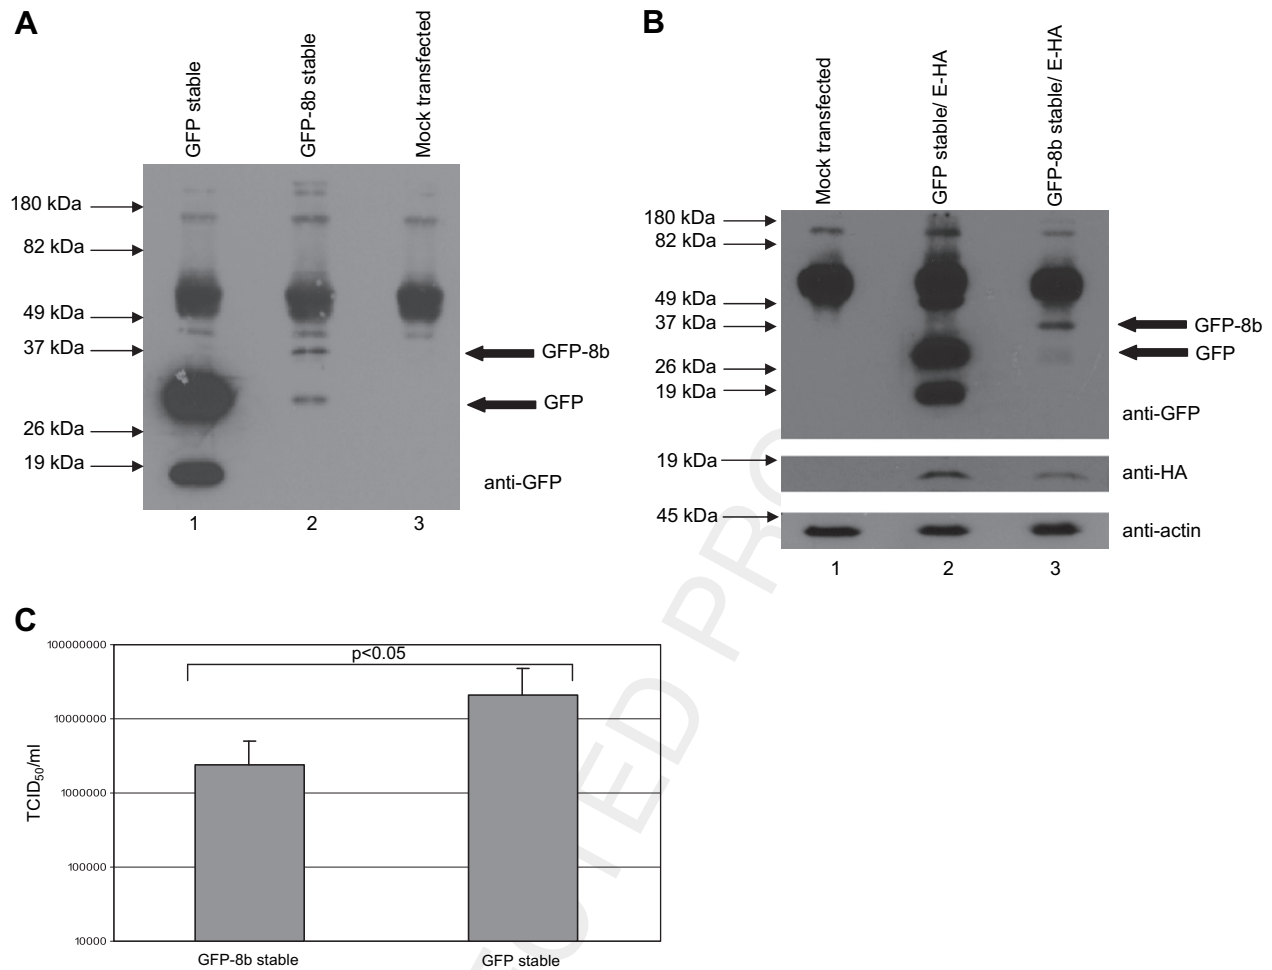 A
GFP stable
GFP-8b stable
Mock transfected
180 kDa
82 kDa
49 kDa
37 kDa
26 kDa
19 kDa
GFP-8b
GFP
anti-GFP
1 2 3
B
Mock transfected
GFP stable/ E-HA
GFP-8b stable/ E-HA
180 kDa
82 kDa
49 kDa
37 kDa
26 kDa
19 kDa
GFP-8b
GFP
anti-GFP
19 kDa
anti-HA
45 kDa
anti-actin
1 2 3
C
TCID50/ml
100000000
10000000
1000000
100000
10000
p<0.05
GFP-8b stable
GFP stable